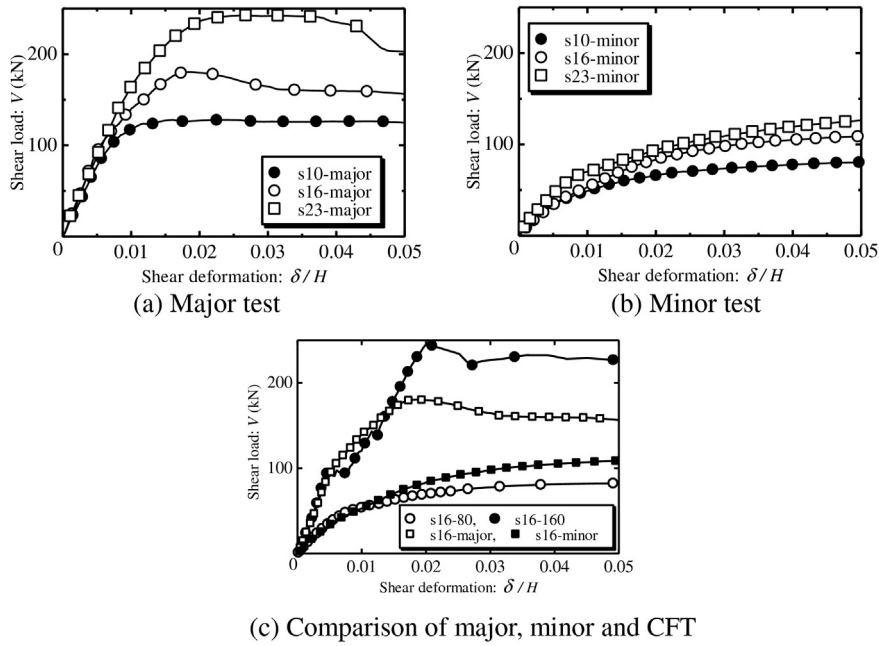 200
100
Shear load: V (kN)
s10-major
s16-major
s23-major
0 0.01 0.02 0.03 0.04 0.05
Shear deformation: δ/H
(a) Major test
200
100
Shear load: V (kN)
s10-minor
s16-minor
s23-minor
0 0.01 0.02 0.03 0.04 0.05
Shear deformation: δ/H
(b) Minor test
200
100
Shear load: V (kN)
s16-80, s16-160
s16-major, s16-minor
0 0.01 0.02 0.03 0.04 0.05
Shear deformation: δ/H
(c) Comparison of major, minor and CFT